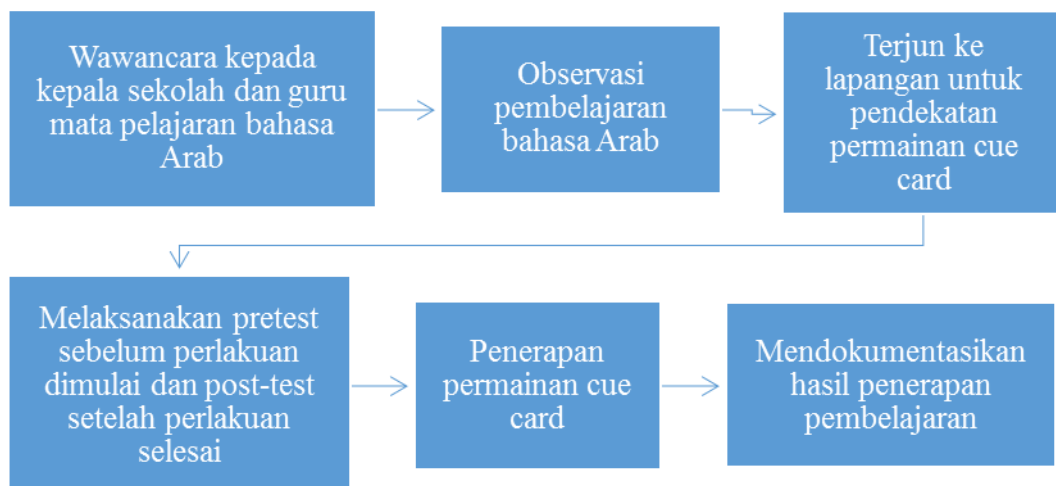 Wawancara kepada
kepala sekolah dan guru
mata pelajaran bahasa
Arab
Observasi
pembelajaran
bahasa Arab
Terjun ke
lapangan untuk
pendekatan
permainan cue
card
Melaksanakan pretest
sebelum perlakuan
dimulai dan post-test
setelah perlakuan
selesai
Penerapan
permainan cue
card
Mendokumentasikan
hasil penerapan
pembelajaran